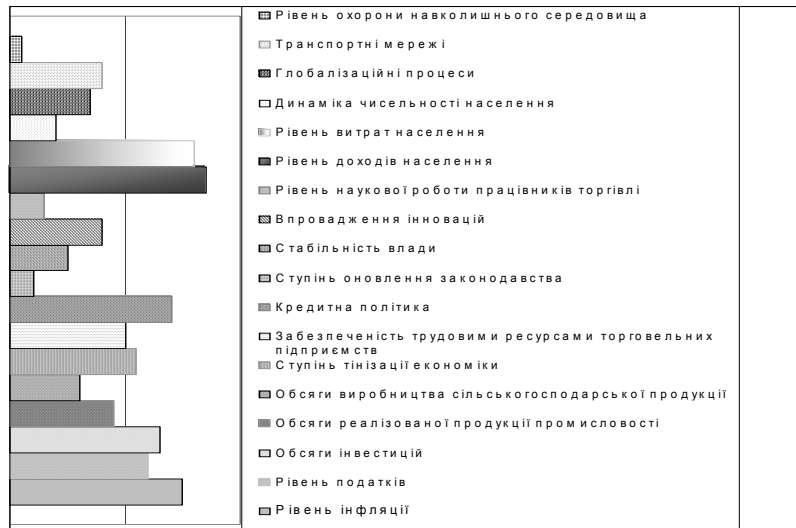 Рівень охорони навколишнього середовища
Транспортні мережі
Глобалізаційні процеси
Динаміка чисельності населення
Рівень витрат населення
Рівень доходів населення
Рівень наукової роботи працівників торгівлі
Впровадження інновацій
Стабільність влади
Ступінь оновлення законодавства
Кредитна політика
Забезпеченість трудовими ресурсами торговельних
підприємств
Ступінь тінізації економіки
Обсяги виробництва сільськогосподарської продукції
Обсяги реалізованої продукції промисловості
Обсяги інвестицій
Рівень податків
Рівень інфляції